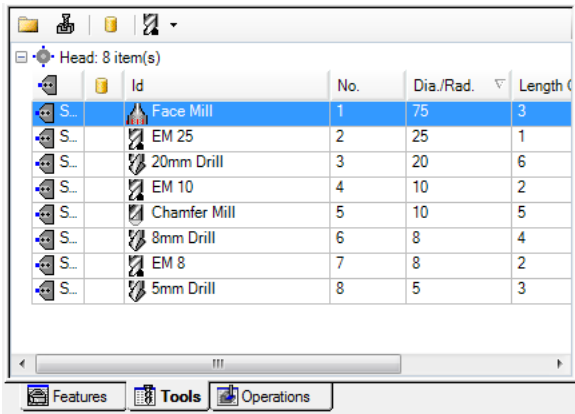 Head: 8 item(s)
Id No. Dia./Rad. Length
S... Face Mill 1 75 3
S... EM 25 2 25 1
S... 20mm Drill 3 20 6
S... EM 10 4 10 2
S... Chamfer Mill 5 10 5
S... 8mm Drill 6 8 4
S... EM 8 7 8 2
S... 5mm Drill 8 5 3
Features Tools Operations